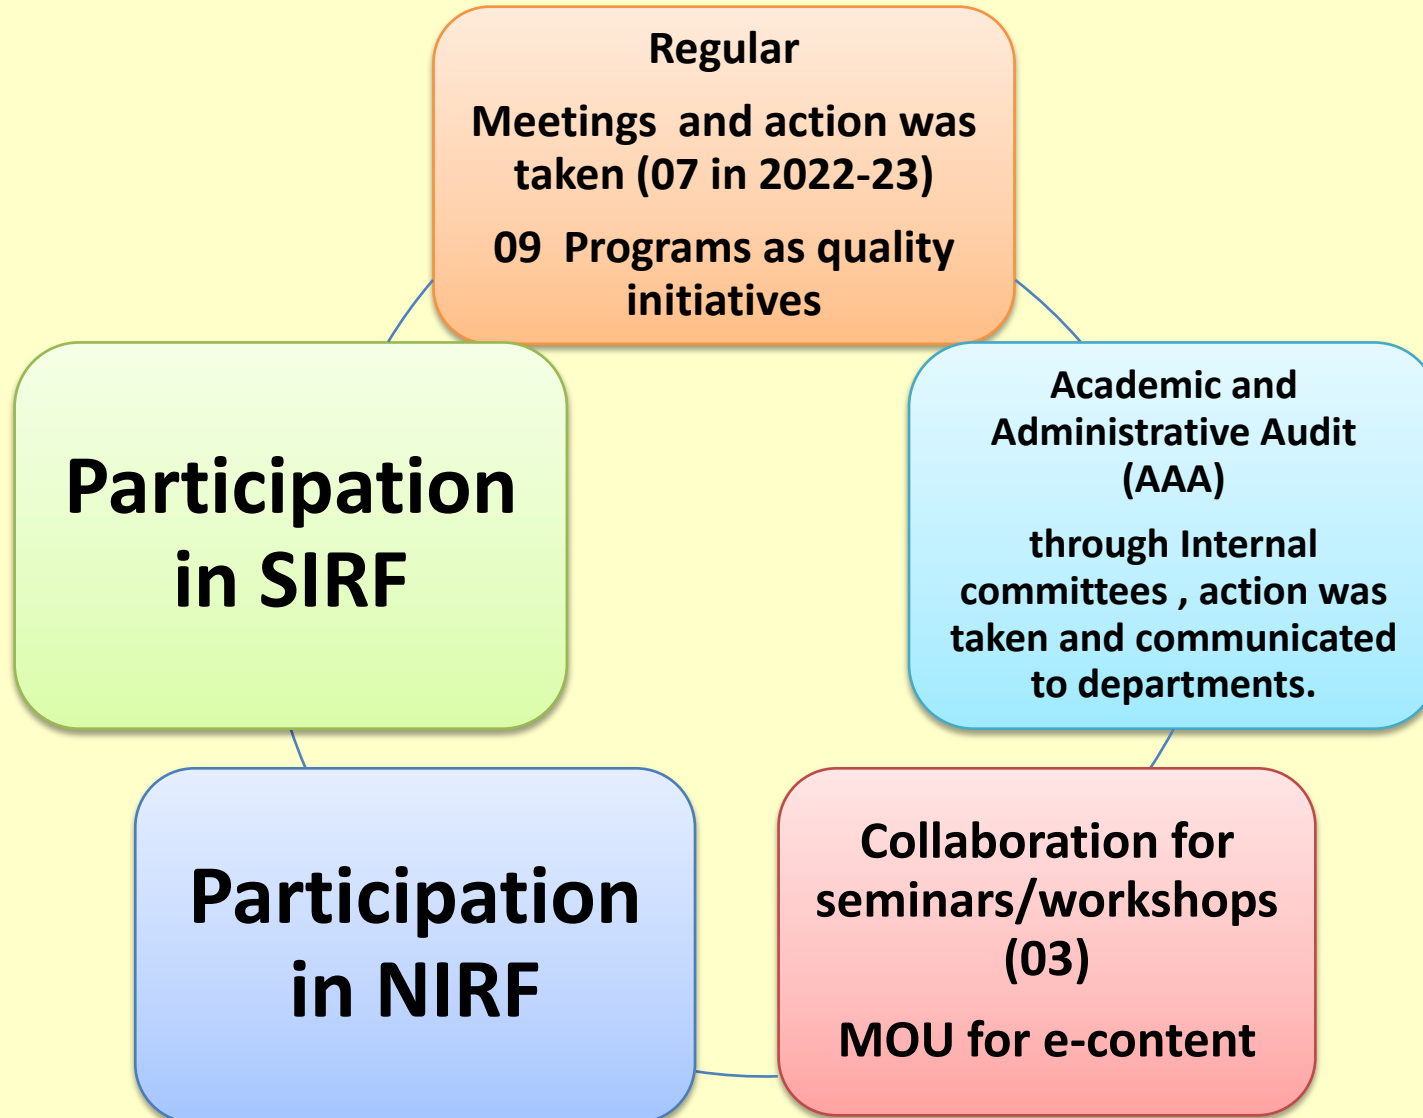 Regular
Meetings  and action was
taken (07 in 2022-23)
09  Programs as quality
initiatives
Academic and
Administrative Audit
(AAA)
through Internal
committees , action was
taken and communicated
to departments.
Collaboration for
seminars/workshops
(03)
MOU for e-content
Participation
in NIRF
Participation
in SIRF